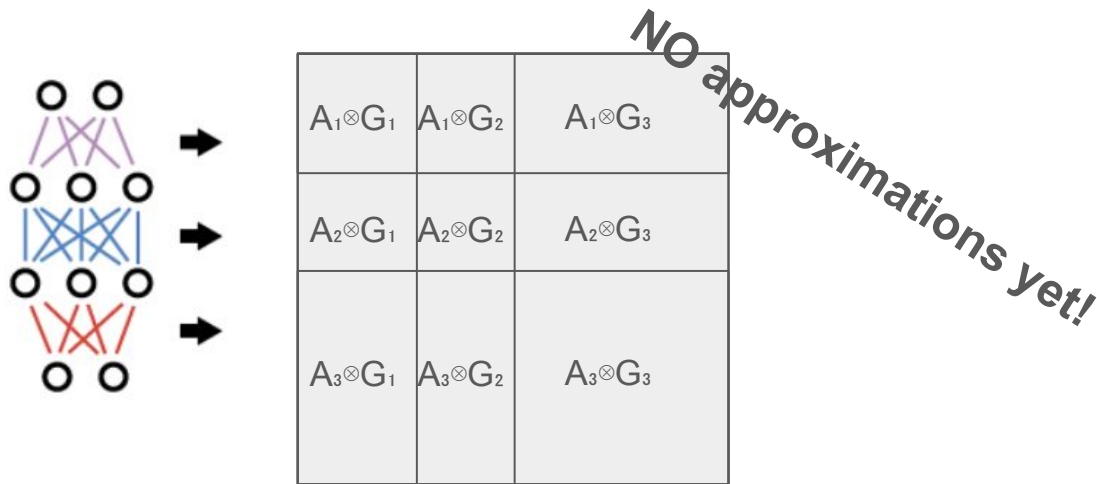 NO approximations yet!
A₁⊗G₁ A₁⊗G₂ A₁⊗G₃
A₂⊗G₁ A₂⊗G₂ A₂⊗G₃
A₃⊗G₁ A₃⊗G₂ A₃⊗G₃